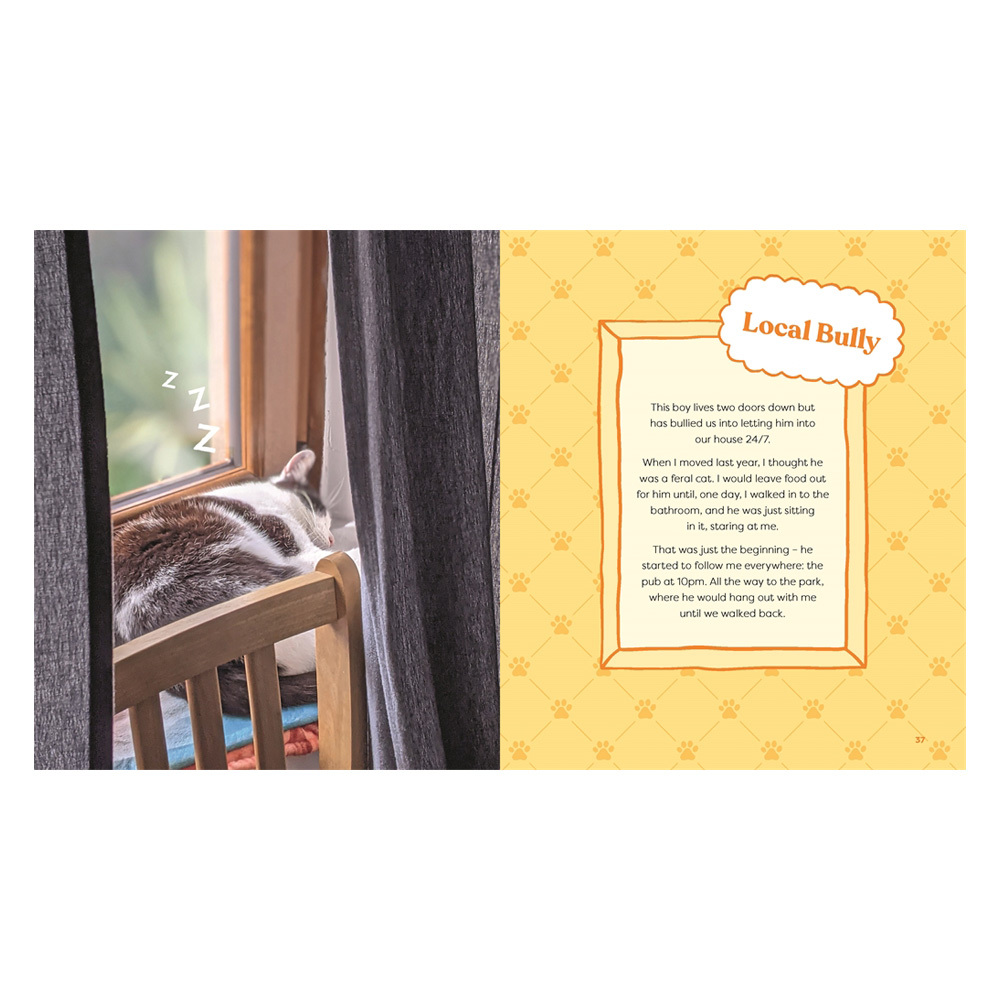 z
z
z
Local Bully
This boy lives two doors down but
has bullied us into letting him into
our house 24/7.
When I moved last year, I thought he
was a feral cat. I would leave food out
for him until, one day, I walked in to the
bathroom, and he was just sitting
in it, staring at me.
That was just the beginning – he
started to follow me everywhere: the
pub at 10pm. All the way to the park,
where he would hang out with me
until we walked back.
37